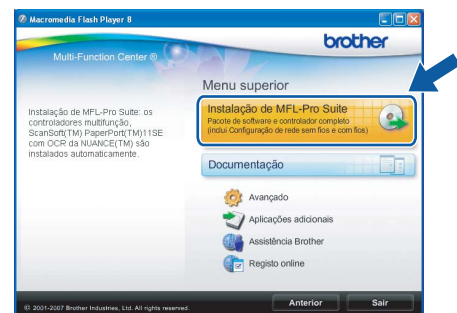 Macromedia Flash Player 8
brother
Multi-Function Center ®
Menu superior
Instalação de MFL-Pro Suite: os
controladores multifunção,
ScanSoft(TM) PaperPort(TM)11SE
com OCR da NUANCE(TM) são
instalados automaticamente.
Instalação de MFL-Pro Suite
Pacote de software e controlador completo
(inclui Configuração de rede sem fios e com fios)
Documentação
Avançado
Aplicações adicionais
Assistência Brother
Registo online
© 2001-2007 Brother Industries, Ltd. All rights reserved.
Anterior
Sair